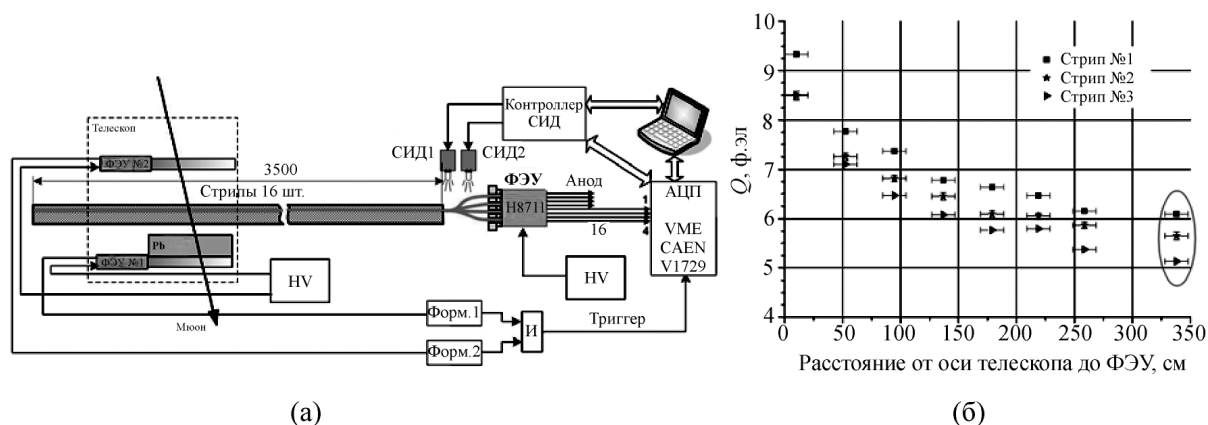 Телескоп
ФЭУ №2
3500
Стрипы 16 шт.
Pb
ФЭУ №1
HV
Мюон
Контроллер
СИД
СИД1
СИД2
ФЭУ
H8711
Анод
1
16
4
АЦП
VME
CAEN
V1729
HV
Форм.1
Форм.2
И
Триггер
(а)
Q, ф.эл
10
9
8
7
6
5
4
Стрип №1
Стрип №2
Стрип №3
0 50 100 150 200 250 300 350
Расстояние от оси телескопа до ФЭУ, см
(б)